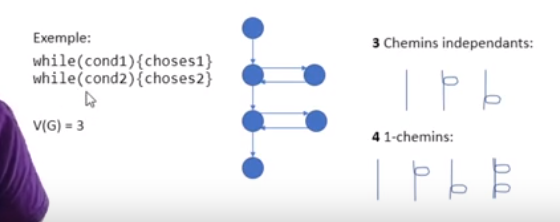 Exemple:
while(cond1){choses1}
while(cond2){choses2}
V(G) = 3
3 Chemins independants:
4 1-chemins: